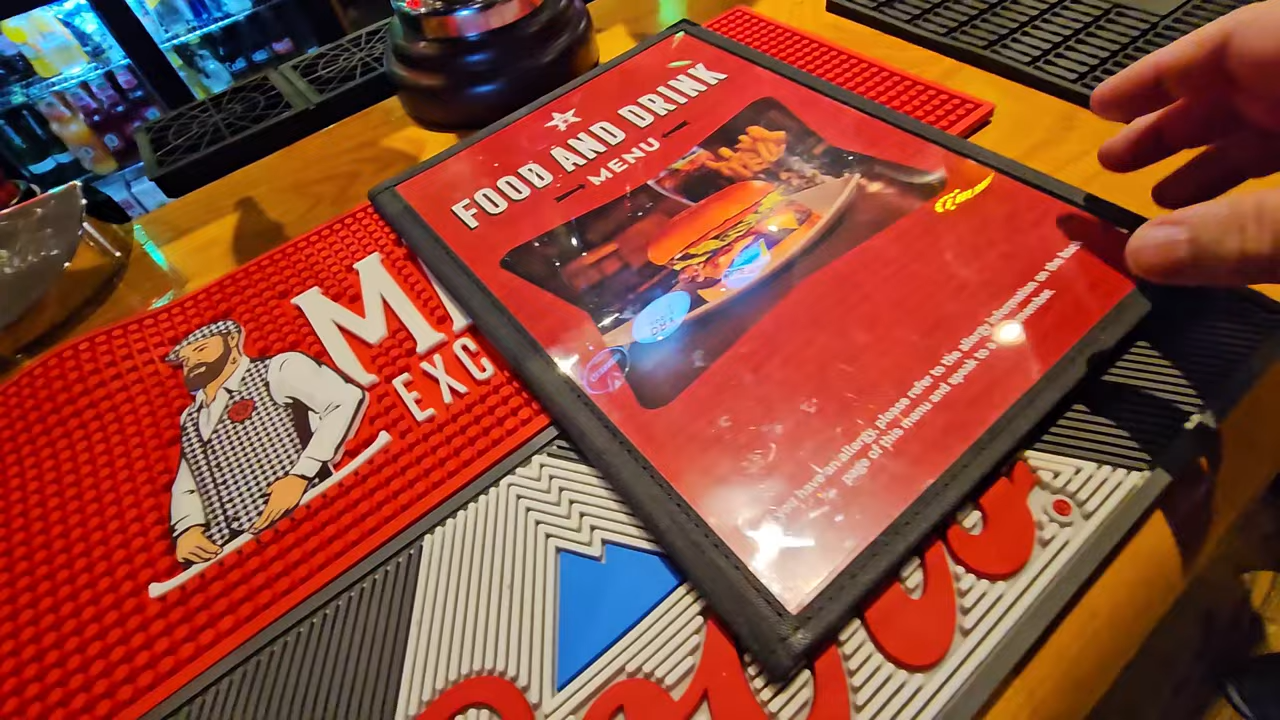 FOOD AND DRINK
MENU
M
EXC
you have an allergy, please refer to the allergy information on the back
page of this menu and speak to a